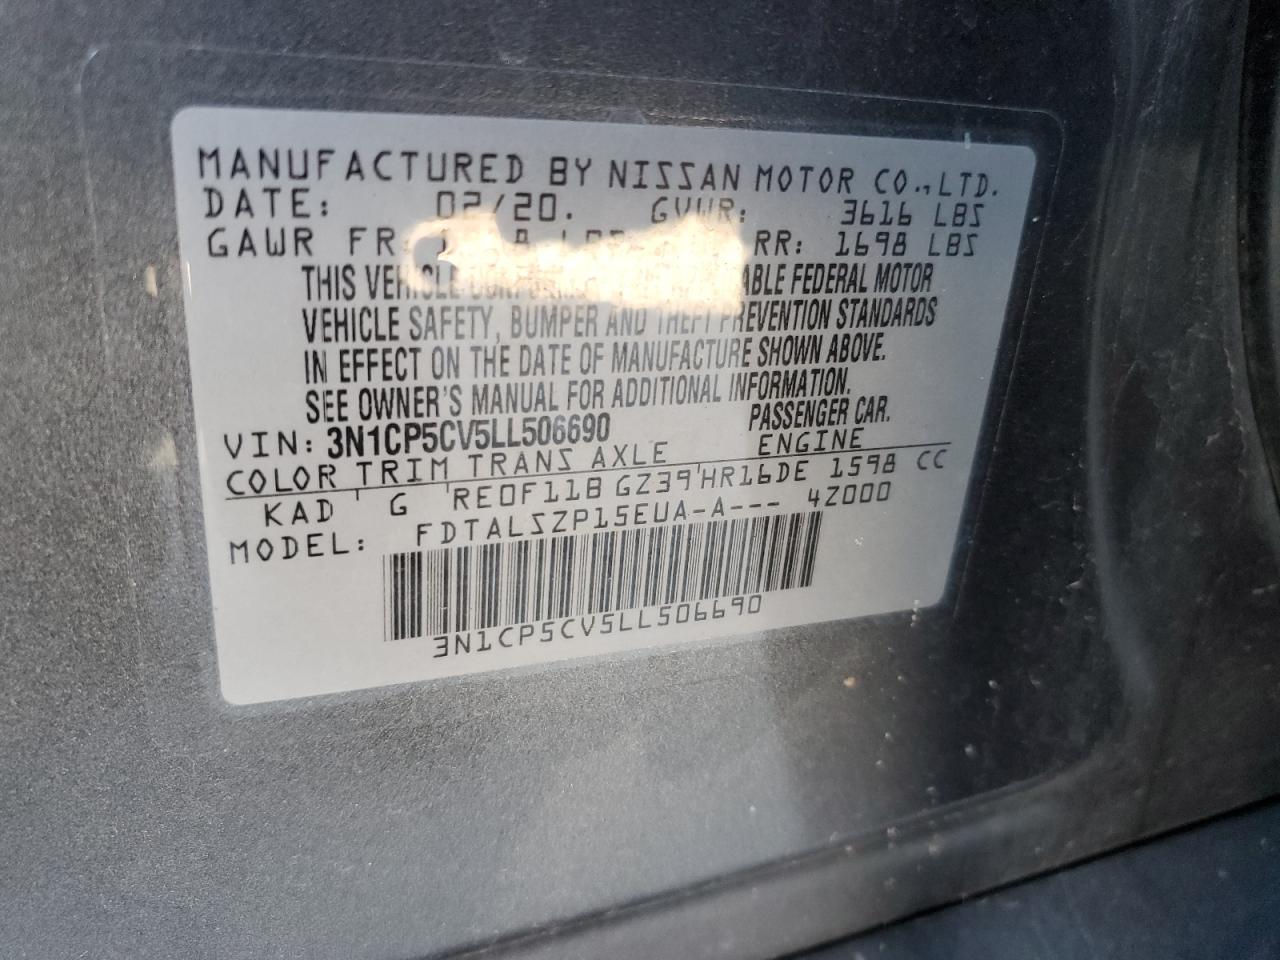 MANUFACTURED BY NISSAN MOTOR CO.,LTD.
DATE: 02/20. GVWR: 3616 LBS
GAWR FR: RR: 1698 LBS
THIS VEHICLE FEDERAL MOTOR
VEHICLE SAFETY, BUMPER AND THEFT PREVENTION STANDARDS
IN EFFECT ON THE DATE OF MANUFACTURE SHOWN ABOVE.
SEE OWNER'S MANUAL FOR ADDITIONAL INFORMATION.
PASSENGER CAR.
VIN: 3N1CP5CV5LL506690
COLOR TRIM TRANS AXLE ENGINE
KAD G RE0F11B GZ39 HR16DE 1598 CC
MODEL: FDTALSZP15EUA-A--- 4Z000
3N1CP5CV5LL506690